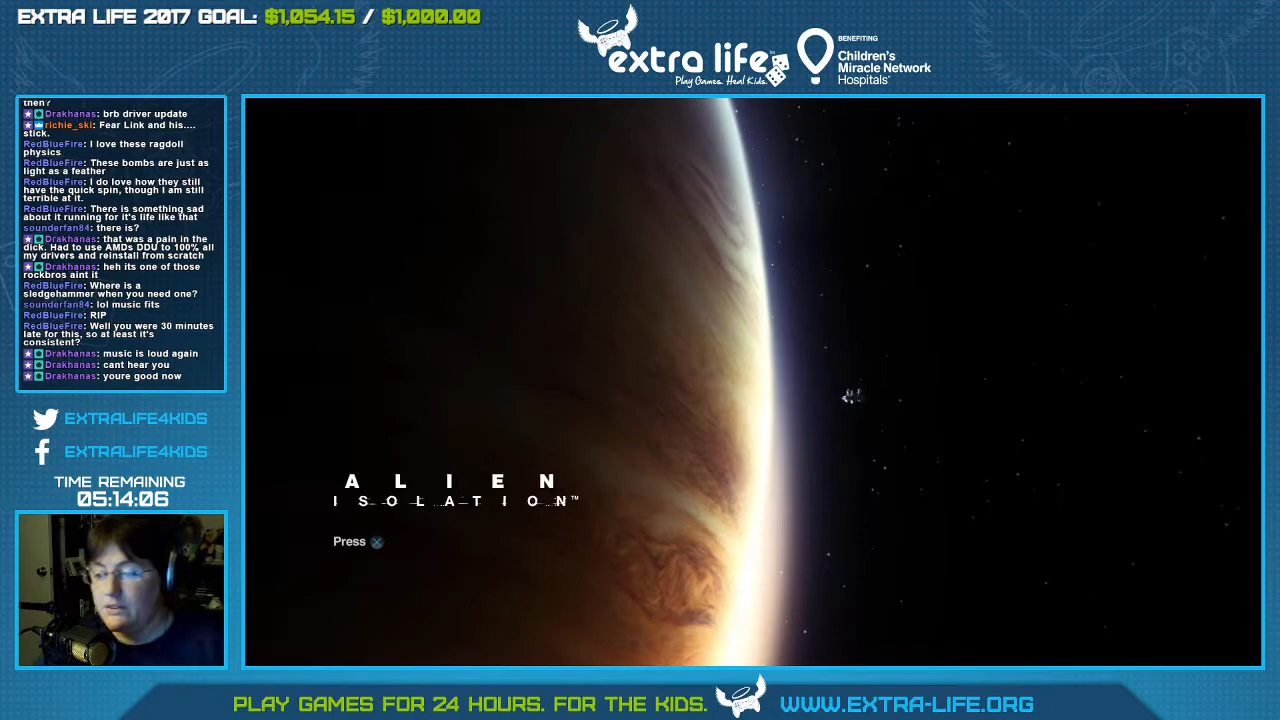 EXTRA LIFE 2017 GOAL: $1,054.15 / $1,000.00
extra life™
Play Games. Heal Kids.
BENEFITING
Children's
Miracle Network
Hospitals®
then?
Drakhanas: brb driver update
richie_ski: Fear Link and his....
stick.
RedBlueFire: I love these ragdoll
physics
RedBlueFire: These bombs are just as
light as a feather
RedBlueFire: I do love how they still
have the quick spin, though I am still
terrible at it.
RedBlueFire: There is something sad
about it running for it's life like that
sounderfan84: there is?
Drakhanas: that was a pain in the
dick. Had to use AMDs DDU to 100% all
my drivers and reinstall from scratch
Drakhanas: heh its one of those
rockbros aint it
RedBlueFire: Where is a
sledgehammer when you need one?
sounderfan84: lol music fits
RedBlueFire: RIP
RedBlueFire: Well you were 30 minutes
late for this, so at least it's
consistent?
Drakhanas: music is loud again
Drakhanas: cant hear you
Drakhanas: youre good now
EXTRALIFE4KIDS
EXTRALIFE4KIDS
TIME REMAINING
05:14:06
ALIEN
ISOLATION™
Press
PLAY GAMES FOR 24 HOURS. FOR THE KIDS.
WWW.EXTRA-LIFE.ORG